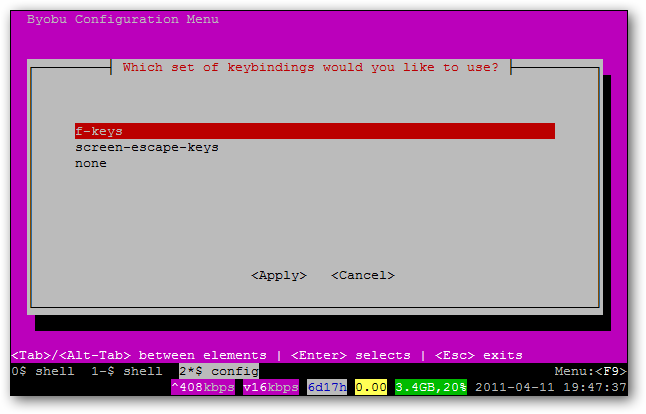 Byobu Configuration Menu
Which set of keybindings would you like to use?
f-keys
screen-escape-keys
none
<Apply> <Cancel>
<Tab>/<Alt-Tab> between elements | <Enter> selects | <Esc> exits
0$ shell 1-$ shell 2*$ config Menu:<F9>
^408kbps v16kbps 6d17h 0.00 3.4GB,20% 2011-04-11 19:47:37